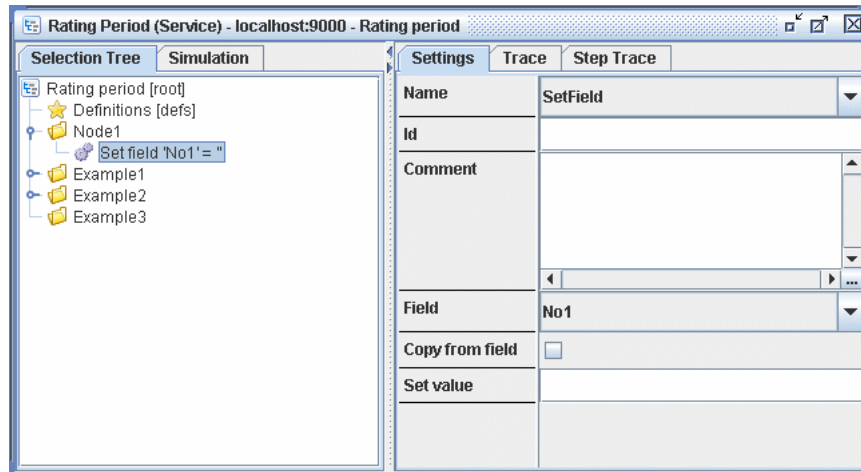 Rating Period (Service) - localhost:9000 - Rating period
Selection Tree Simulation
Rating period [root]
Definitions [defs]
Node1
Set field 'No1' = ''
Example1
Example2
Example3
Settings Trace Step Trace
Name SetField
Id
Comment
...
Field No1
Copy from field
Set value